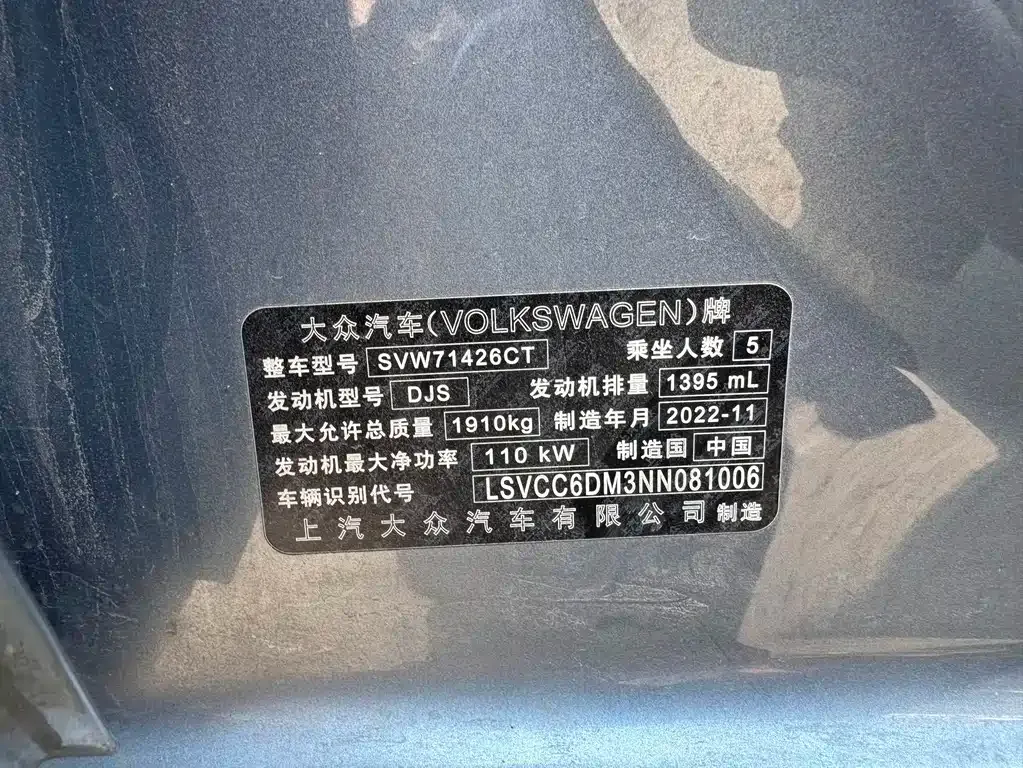 大众汽车(VOLKSWAGEN)牌
整车型号 SVW71426CT 乘坐人数 5
发动机型号 DJS 发动机排量 1395 mL
最大允许总质量 1910kg 制造年月 2022-11
发动机最大净功率 110 kW 制造国 中国
车辆识别代号 LSVCC6DM3NN081006
上汽大众汽车有限公司 制造